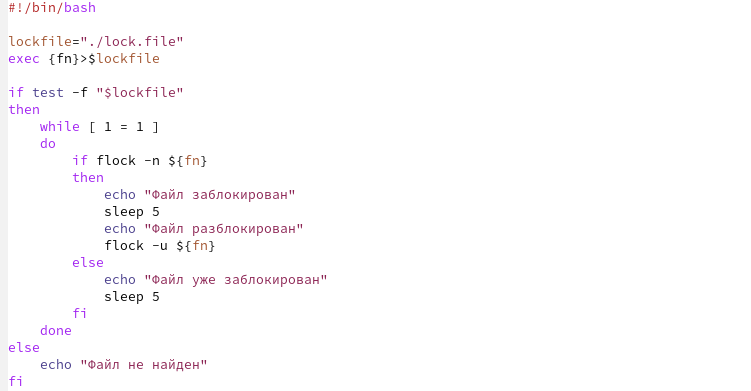 #!/bin/bash

lockfile="./lock.file"
exec {fn}>$lockfile

if test -f "$lockfile"
then
    while [ 1 = 1 ]
    do
        if flock -n ${fn}
        then
            echo "Файл заблокирован"
            sleep 5
            echo "Файл разблокирован"
            flock -u ${fn}
        else
            echo "Файл уже заблокирован"
            sleep 5
        fi
    done
else
    echo "Файл не найден"
fi